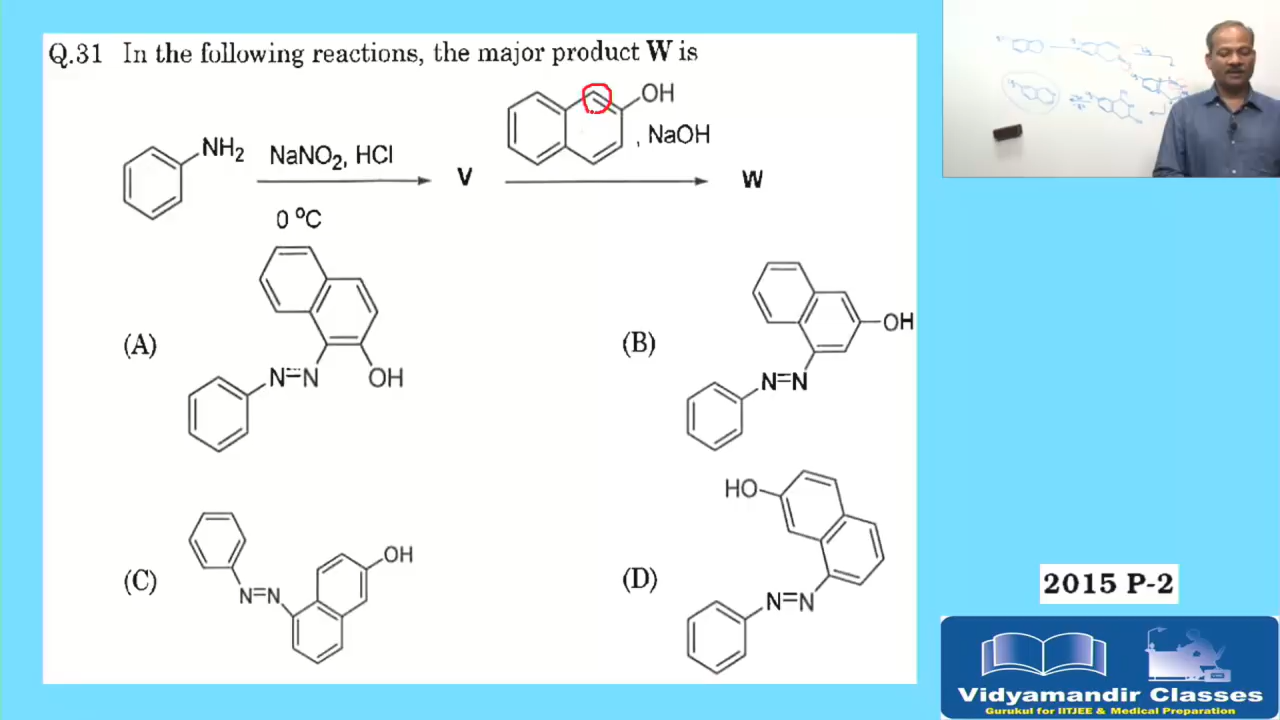 Q.31 In the following reactions, the major product W is
OH
, NaOH
NH₂
NaNO₂, HCl
V
W
0 °C
(A)
N=N
OH
(B)
OH
N=N
(C)
OH
N=N
(D)
HO
N=N
2015 P-2
Vidyamandir Classes
Gurukul for IITJEE & Medical Preparation